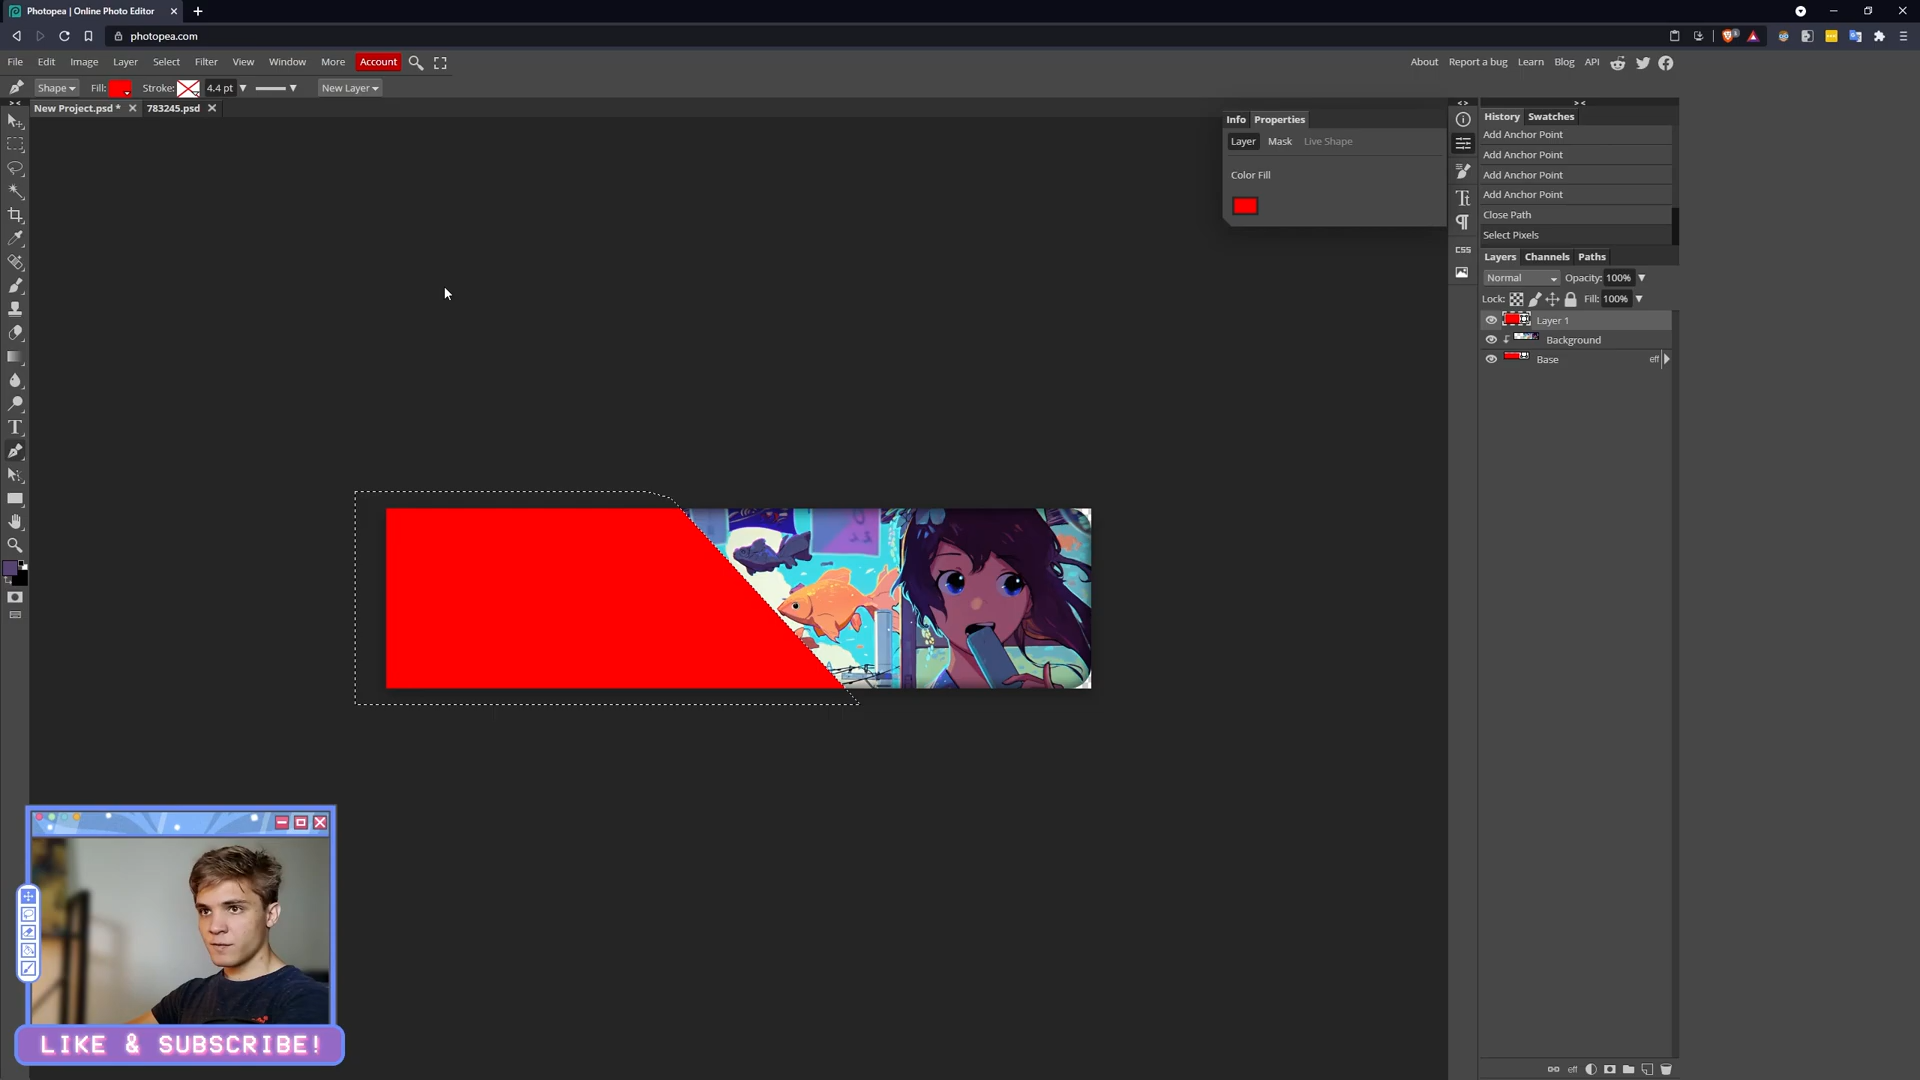 Photopea | Online Photo Editor
photopea.com
File Edit Image Layer Select Filter View Window More Account
About Report a bug Learn Blog API
Shape Fill: Stroke: 4.4 pt New Layer
New Project.psd * 783245.psd
Info Properties
Layer Mask Live Shape
Color Fill
CSS
History Swatches
Add Anchor Point
Add Anchor Point
Add Anchor Point
Add Anchor Point
Close Path
Select Pixels
Layers Channels Paths
Normal Opacity: 100%
Lock: Fill: 100%
Layer 1
Background
Base eff
eff
LIKE & SUBSCRIBE!